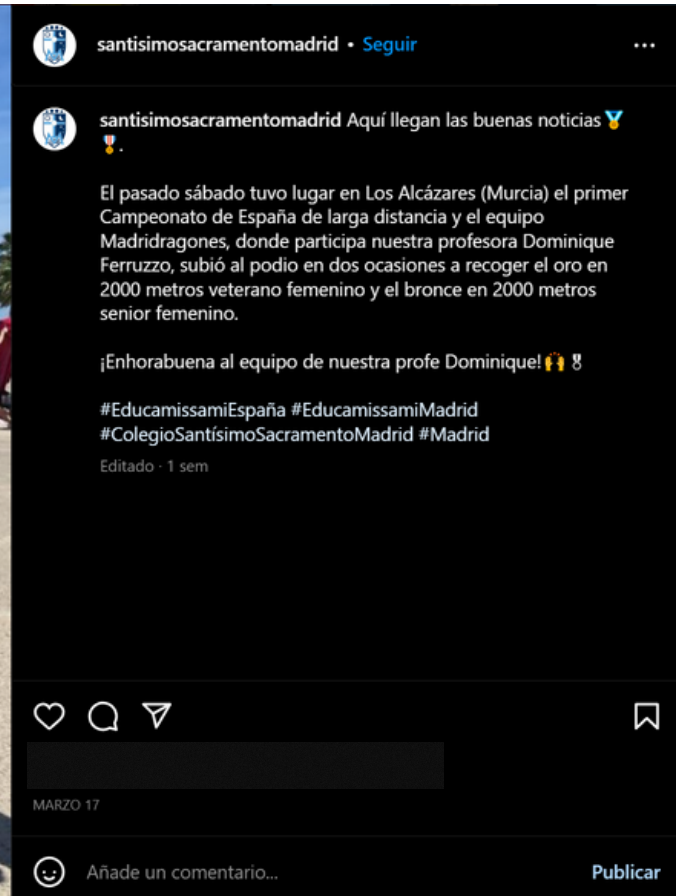 santisimosacramentomadrid • Seguir
santisimosacramentomadrid Aquí llegan las buenas noticias🏅
🎖️.
El pasado sábado tuvo lugar en Los Alcázares (Murcia) el primer
Campeonato de España de larga distancia y el equipo
Madridragones, donde participa nuestra profesora Dominique
Ferruzzo, subió al podio en dos ocasiones a recoger el oro en
2000 metros veterano femenino y el bronce en 2000 metros
senior femenino.
¡Enhorabuena al equipo de nuestra profe Dominique!🙌🎖
#EducamissamiEspaña #EducamissamiMadrid
#ColegioSantísimoSacramentoMadrid #Madrid
Editado · 1 sem
MARZO 17
Añade un comentario...
Publicar